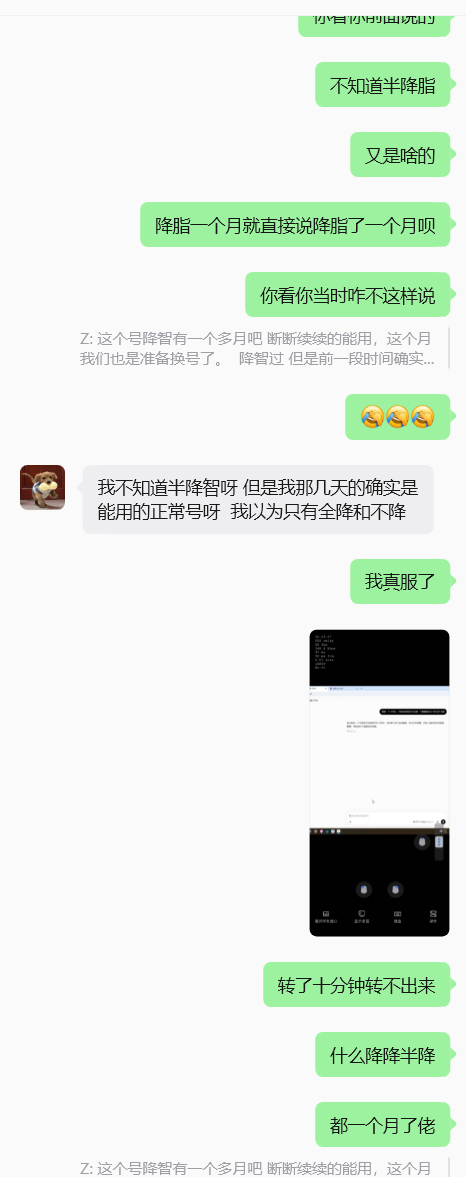 你看你前面说的
不知道半降脂
又是啥的
降脂一个月就直接说降脂了一个月呗
你看你当时咋不这样说
Z: 这个号降智有一个多月吧 断断续续的能用，这个月
我们也是准备换号了。 降智过 但是前一段时间确实...
我不知道半降智呀 但是我那几天的确实是
能用的正常号呀 我以为只有全降和不降
我真服了
转了十分钟转不出来
什么降降半降
都一个月了佬
Z: 这个号降智有一个多月吧 断断续续的能用，这个月